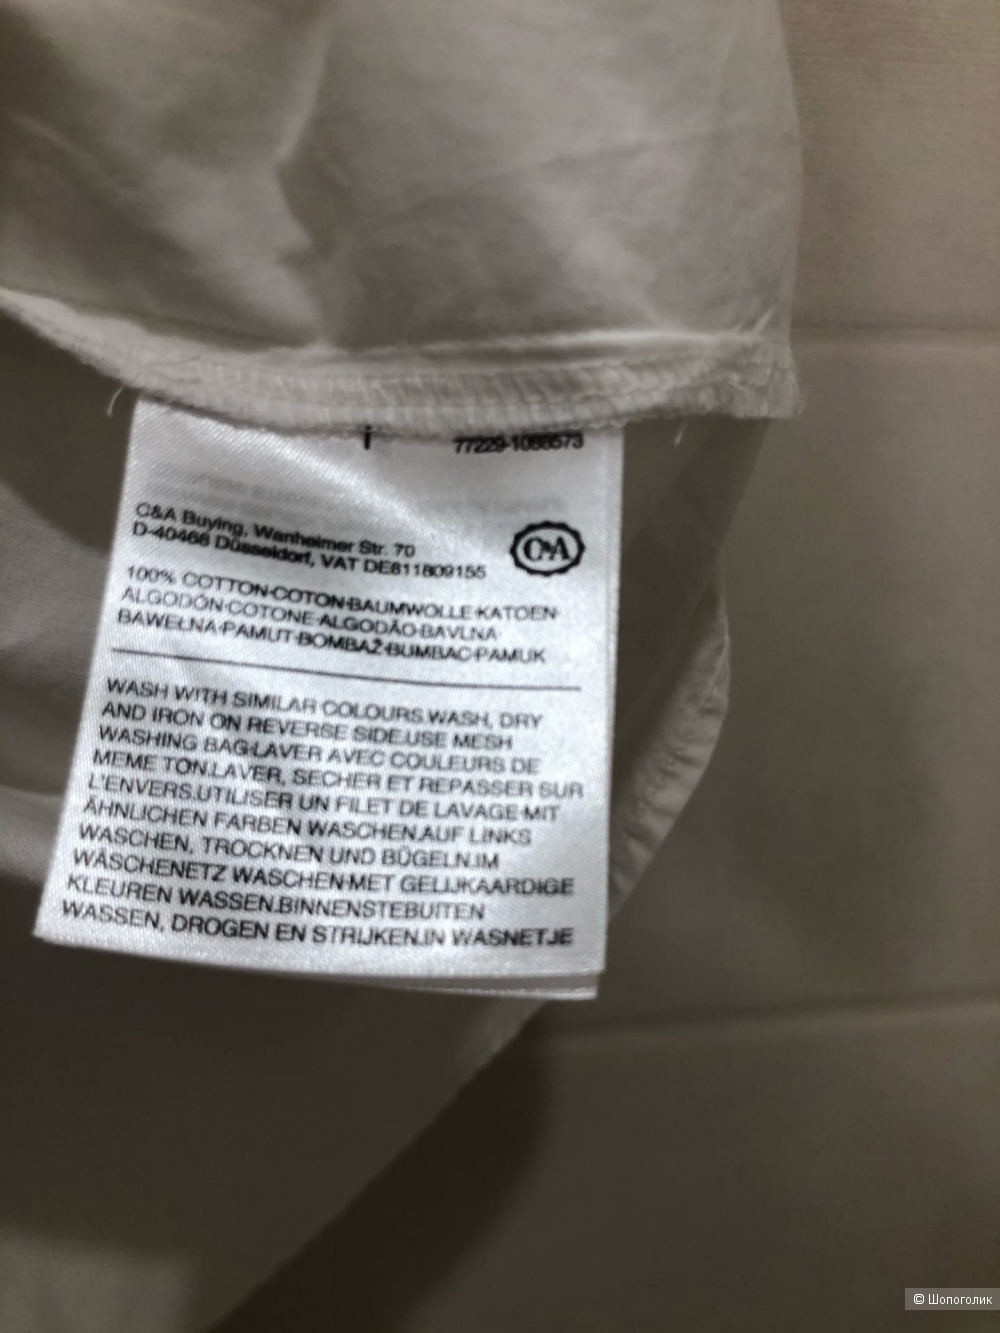 77229-1088573
C&A Buying, Wanheimer Str. 70
D-40468 Düsseldorf, VAT DE811809155
C&A
100% COTTON·COTON·BAUMWOLLE·KATOEN·
ALGODÓN·COTONE·ALGODÃO·BAVLNA·
BAWEŁNA·PAMUT·BOMBAŽ·BUMBAC·PAMUK
WASH WITH SIMILAR COLOURS.WASH, DRY
AND IRON ON REVERSE SIDE.USE MESH
WASHING BAG·LAVER AVEC COULEURS DE
MEME TON.LAVER, SECHER ET REPASSER SUR
L'ENVERS.UTILISER UN FILET DE LAVAGE·MIT
ÄHNLICHEN FARBEN WASCHEN.AUF LINKS
WASCHEN, TROCKNEN UND BÜGELN.IM
WÄSCHENETZ WASCHEN·MET GELIJKAARDIGE
KLEUREN WASSEN.BINNENSTEBUITEN
WASSEN, DROGEN EN STRIJKEN.IN WASNETJE
© Шопоголик